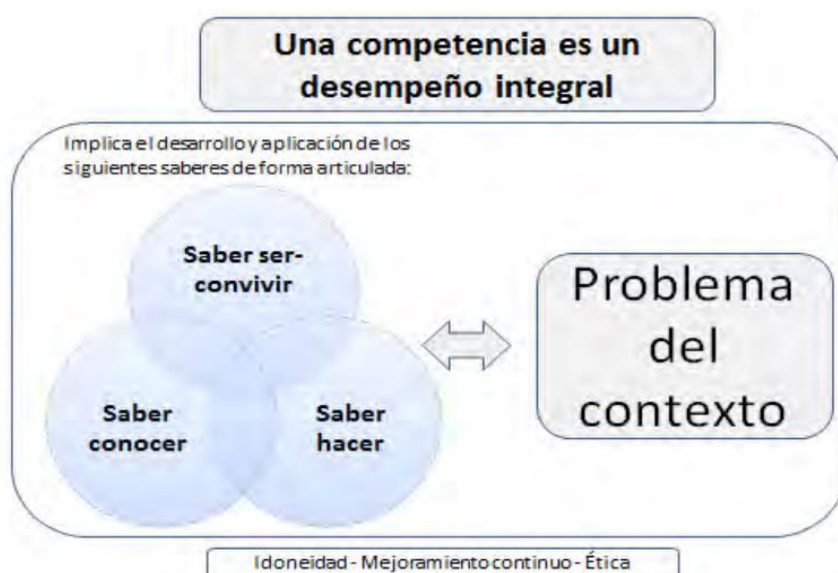 Una competencia es un
desempeño integral
Implica el desarrollo y aplicación de los
siguientes saberes de forma articulada:
Saber ser-
convivir
Saber
conocer
Saber
hacer
Problema
del
contexto
Idoneidad - Mejoramiento continuo - Ética